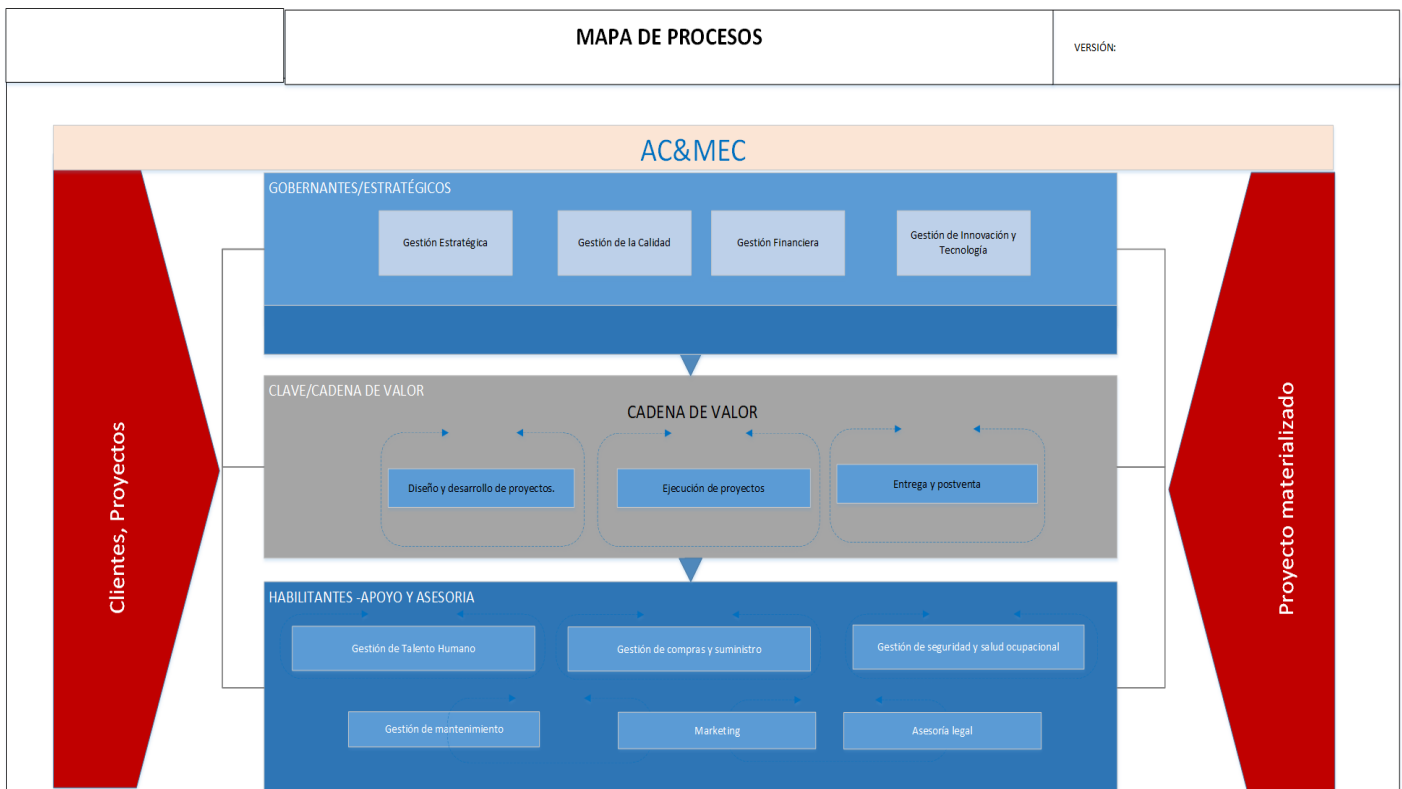 MAPA DE PROCESOS
VERSIÓN:
AC&MEC
GOBERNANTES/ESTRATÉGICOS
Gestión Estratégica
Gestión de la Calidad
Gestión Financiera
Gestión de Innovación y
Tecnología
CLAVE/CADENA DE VALOR
CADENA DE VALOR
Diseño y desarrollo de proyectos.
Ejecución de proyectos
Entrega y postventa
HABILITANTES -APOYO Y ASESORIA
Gestión de Talento Humano
Gestión de compras y suministro
Gestión de seguridad y salud ocupacional
Gestión de mantenimiento
Marketing
Asesoría legal
Clientes, Proyectos
Proyecto materializado